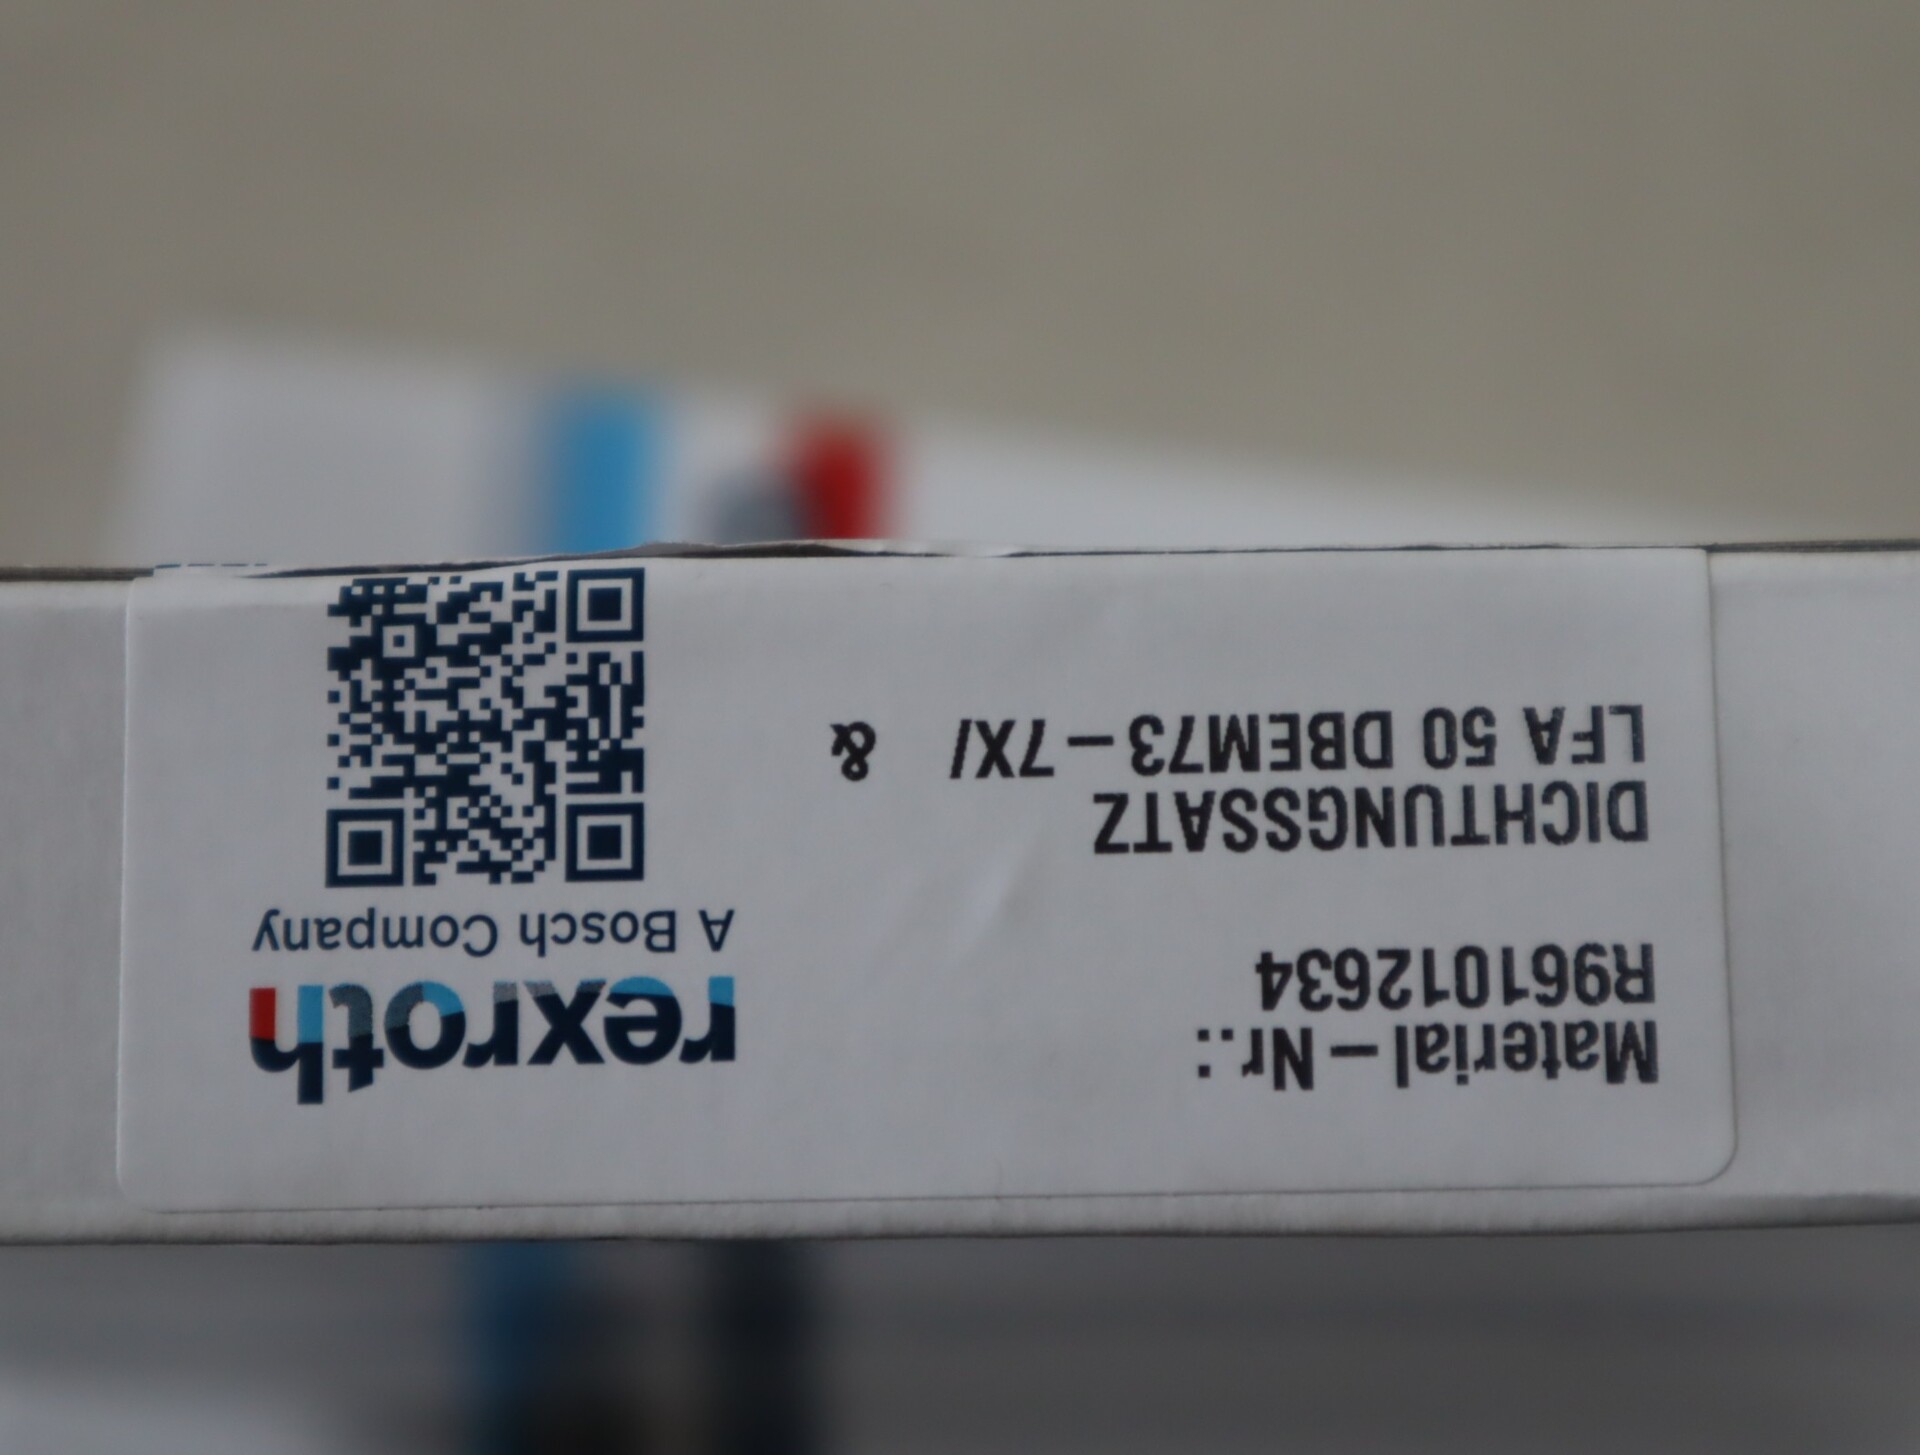 Material-Nr.:
R961012634
DICHTUNGSSATZ
LFA 50 DBEM73-7X/ &
rexroth
A Bosch Company